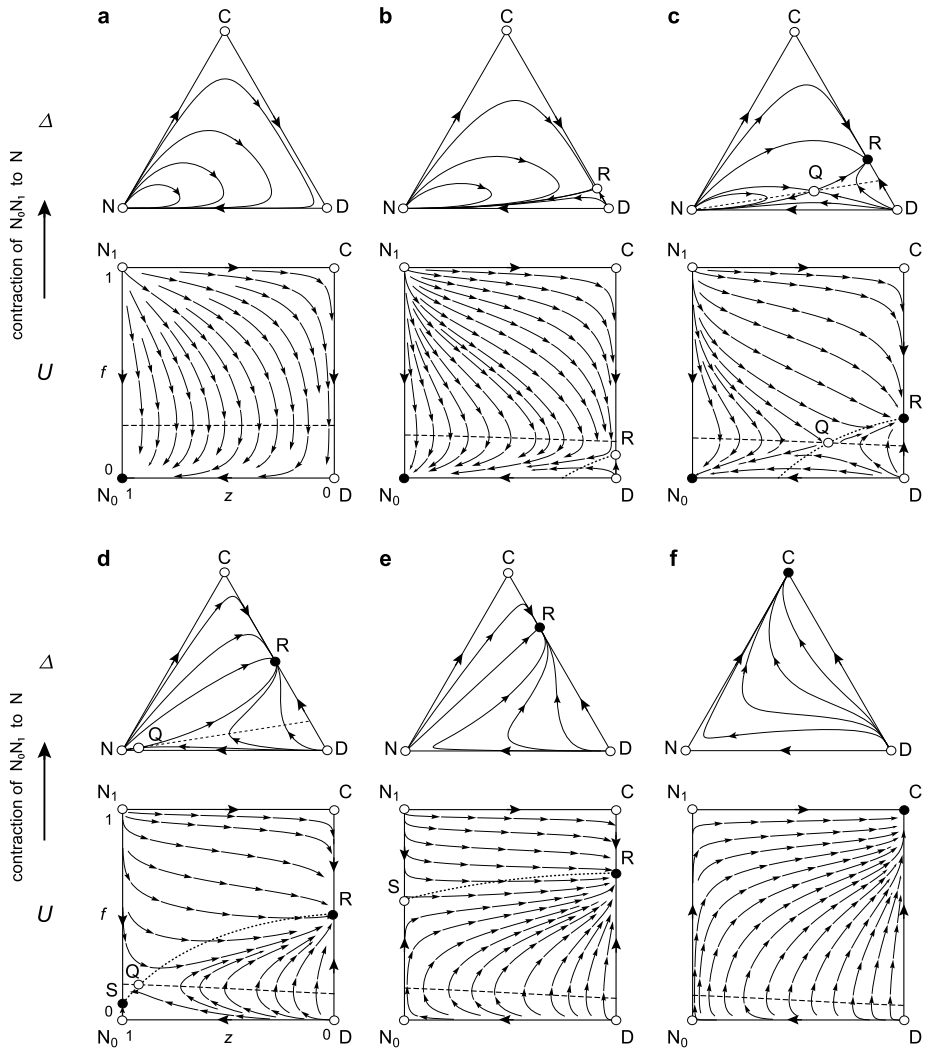 a
b
c
C
C
C
Δ
contraction of N₀N₁ to N
R
R
Q
N
D
N
D
N
D
N₁
C
N₁
C
N₁
C
1
U
f
R
Q
R
0
N₀
1
z
0
D
N₀
D
N₀
D
d
e
f
C
C
C
Δ
contraction of N₀N₁ to N
R
R
Q
N
D
N
D
N
D
N₁
C
N₁
C
N₁
C
1
R
S
U
f
R
Q
S
0
N₀
1
z
0
D
N₀
D
N₀
D